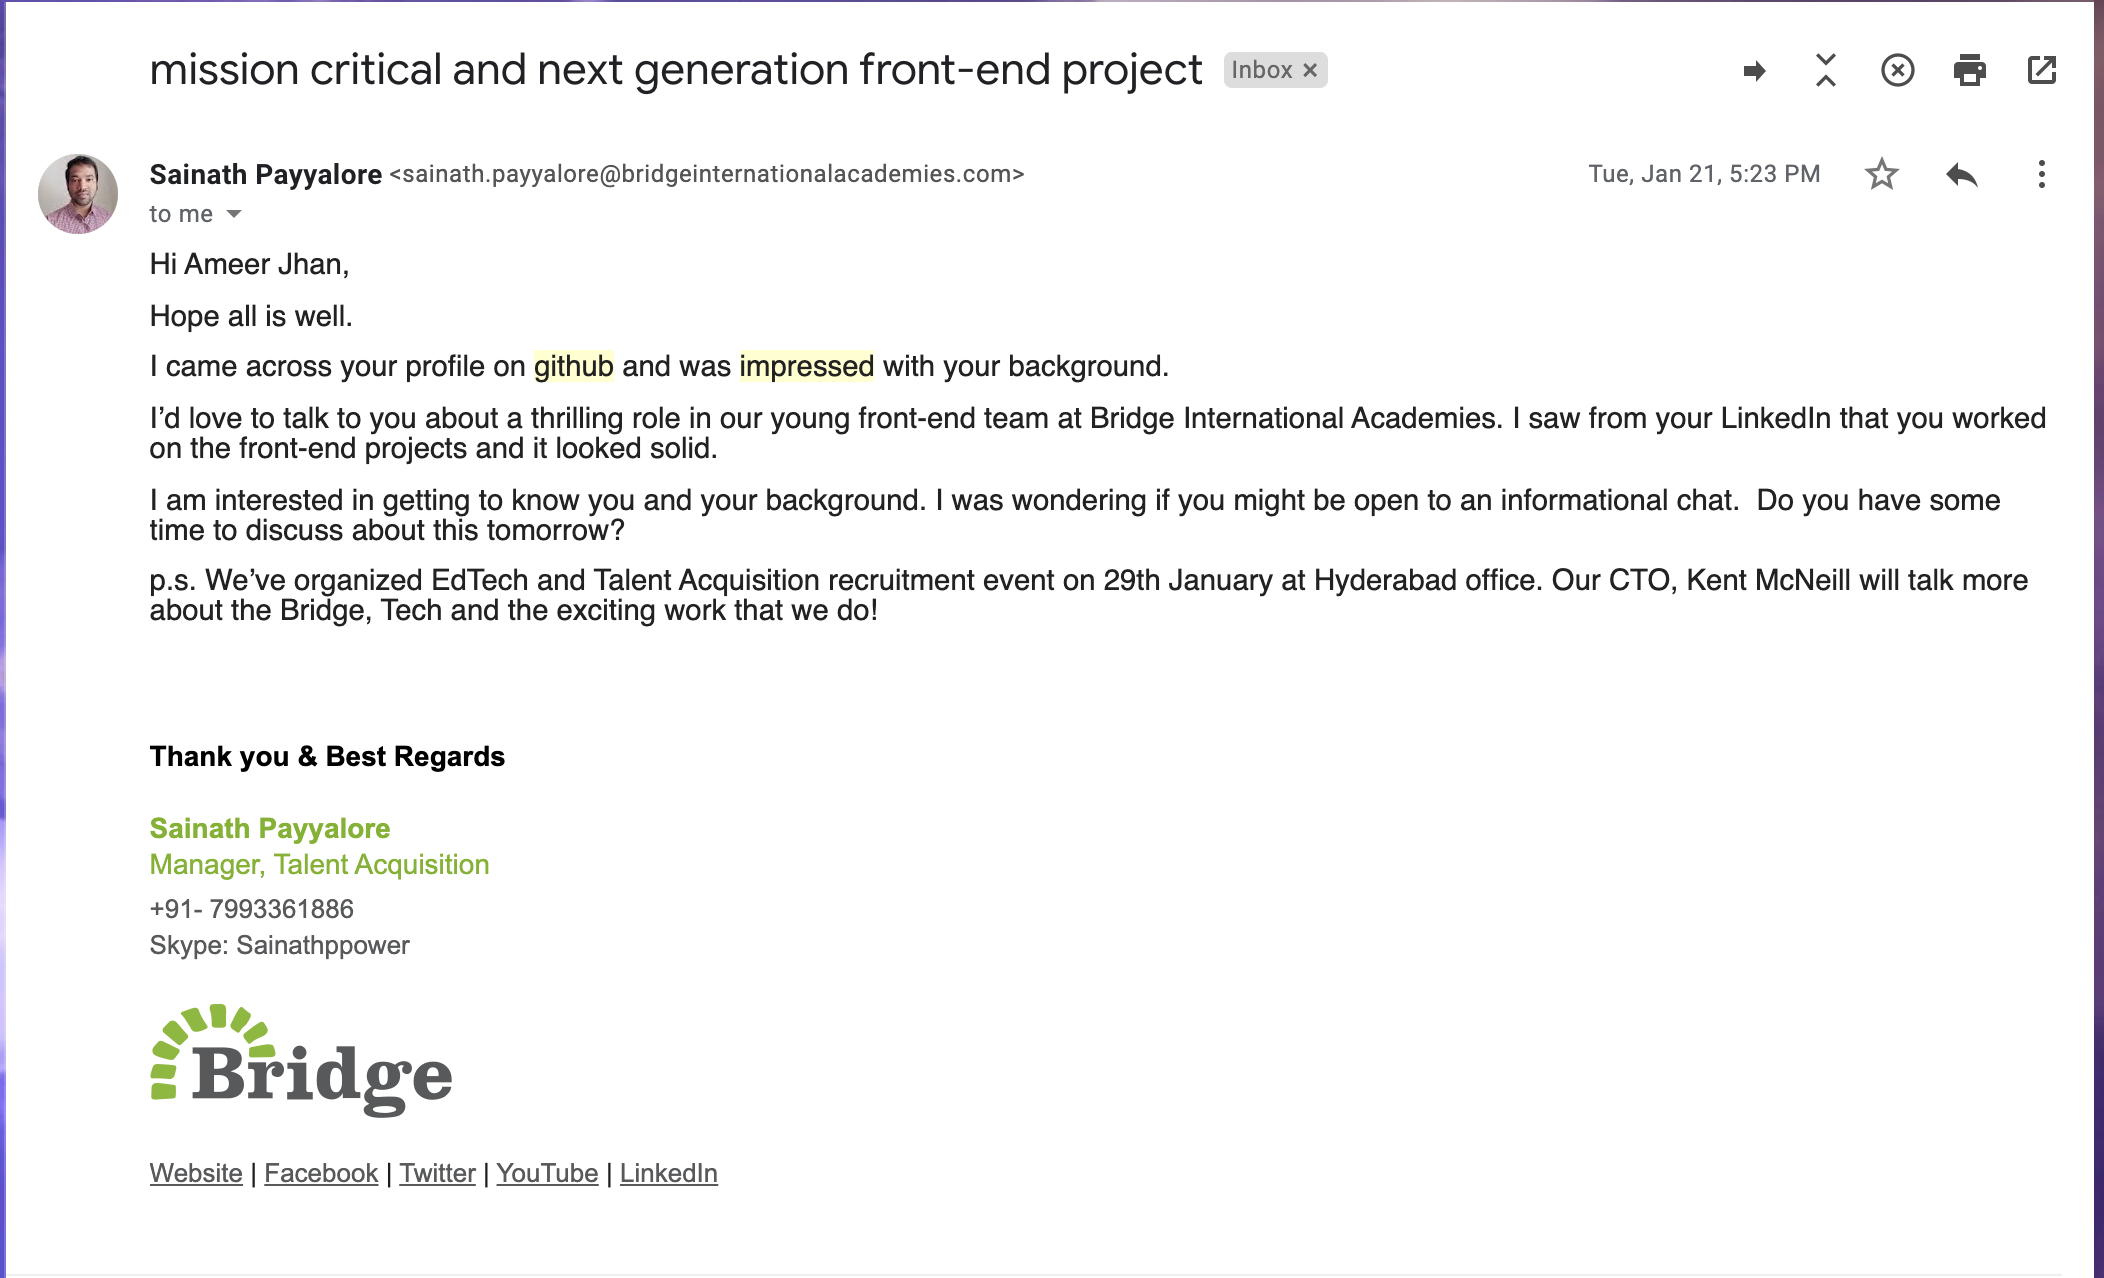 mission critical and next generation front-end project Inbox ×
Sainath Payyalore <sainath.payyalore@bridgeinternationalacademies.com> Tue, Jan 21, 5:23 PM
to me
Hi Ameer Jhan,
Hope all is well.
I came across your profile on github and was impressed with your background.
I’d love to talk to you about a thrilling role in our young front-end team at Bridge International Academies. I saw from your LinkedIn that you worked
on the front-end projects and it looked solid.
I am interested in getting to know you and your background. I was wondering if you might be open to an informational chat.  Do you have some
time to discuss about this tomorrow?
p.s. We’ve organized EdTech and Talent Acquisition recruitment event on 29th January at Hyderabad office. Our CTO, Kent McNeill will talk more
about the Bridge, Tech and the exciting work that we do!
Thank you & Best Regards
Sainath Payyalore
Manager, Talent Acquisition
+91- 7993361886
Skype: Sainathppower
Bridge
Website | Facebook | Twitter | YouTube | LinkedIn